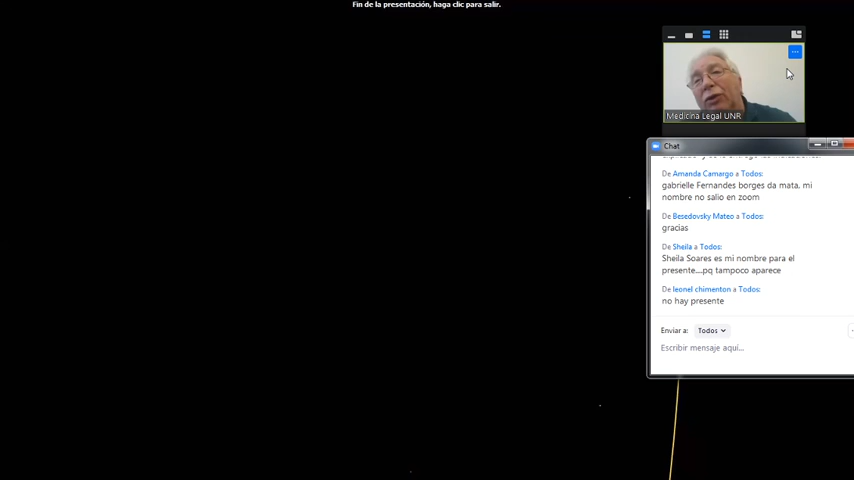 Fin de la presentación, haga clic para salir.
Medicina Legal UNR
Chat
De Amanda Camargo a Todos:
gabrielle Fernandes borges da mata, mi
nombre no salio en zoom
De Besedovsky Mateo a Todos:
gracias
De Sheila a Todos:
Sheila Soares es mi nombre para el
presente....pq tampoco aparece
De leonel chimenton a Todos:
no hay presente
Enviar a: Todos
Escribir mensaje aquí...